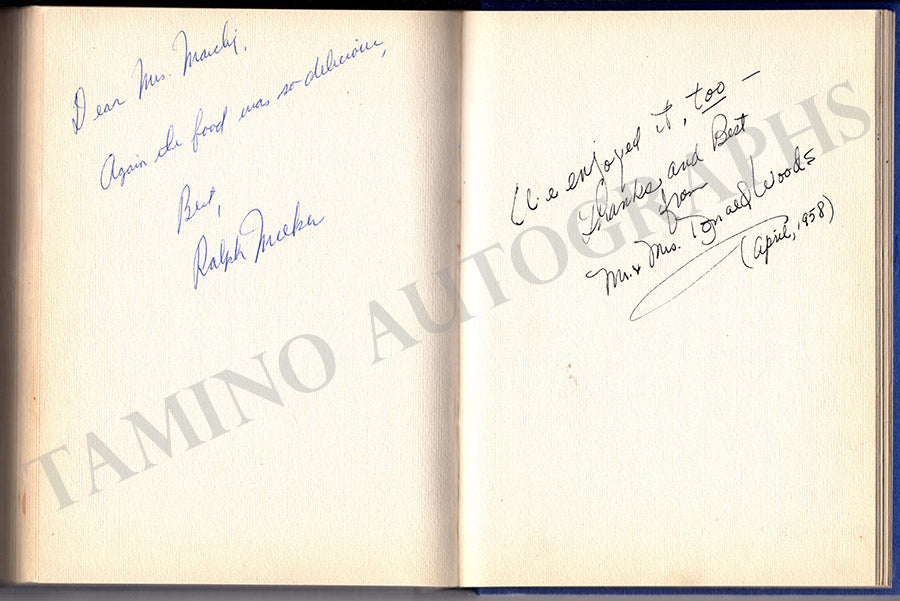 Dear Mrs. Marchi,
Again the food was so delicious,
Best,
Ralph Meeker
We enjoyed it, too —
Thanks and Best
from
Mr. & Mrs. Donald Woods
(April, 1958)
TAMINO AUTOGRAPHS